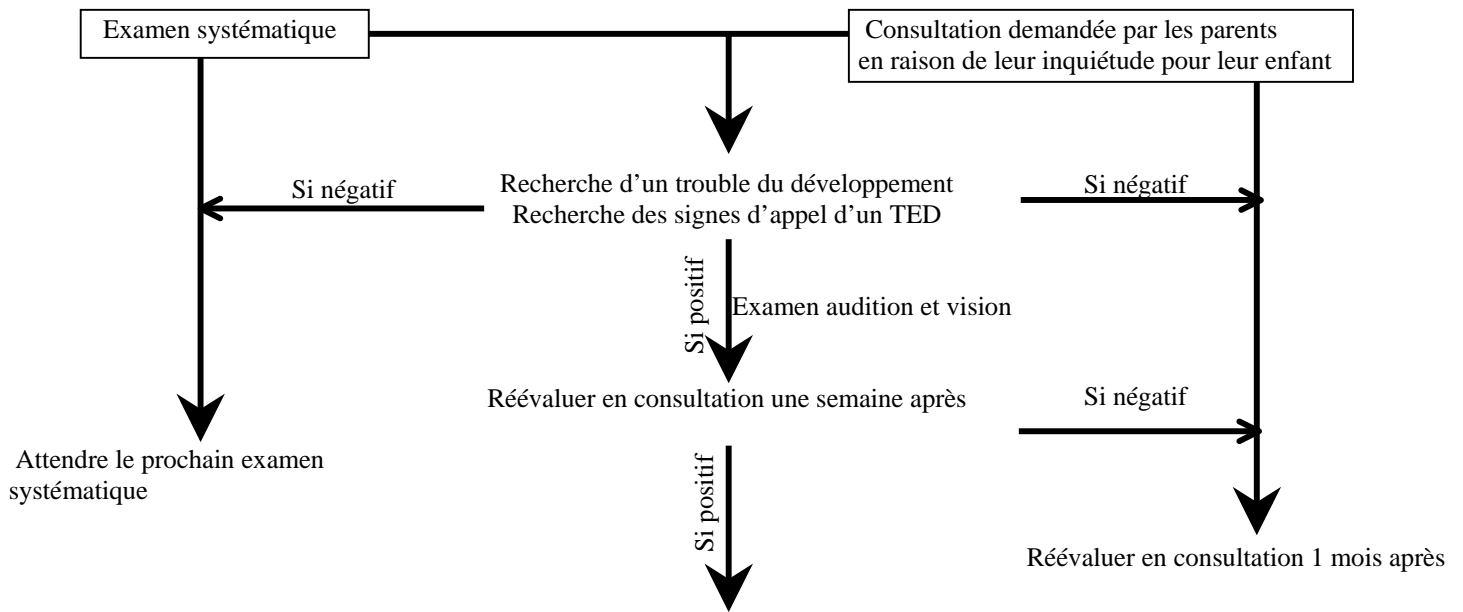 Examen systématique
Consultation demandée par les parents
en raison de leur inquiétude pour leur enfant
Si négatif
Recherche d’un trouble du développement
Recherche des signes d’appel d’un TED
Si négatif
Si positif
Examen audition et vision
Réévaluer en consultation une semaine après
Si négatif
Attendre le prochain examen
systématique
Si positif
Réévaluer en consultation 1 mois après